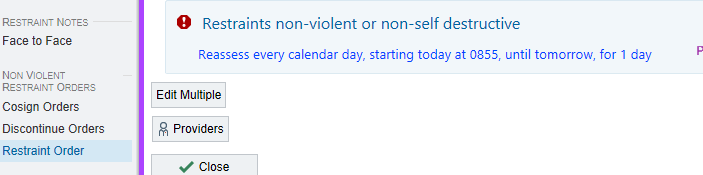 RESTRAINT NOTES
Face to Face
NON VIOLENT
RESTRAINT ORDERS
Cosign Orders
Discontinue Orders
Restraint Order
Restraints non-violent or non-self destructive
Reassess every calendar day, starting today at 0855, until tomorrow, for 1 day
P
Edit Multiple
Providers
Close